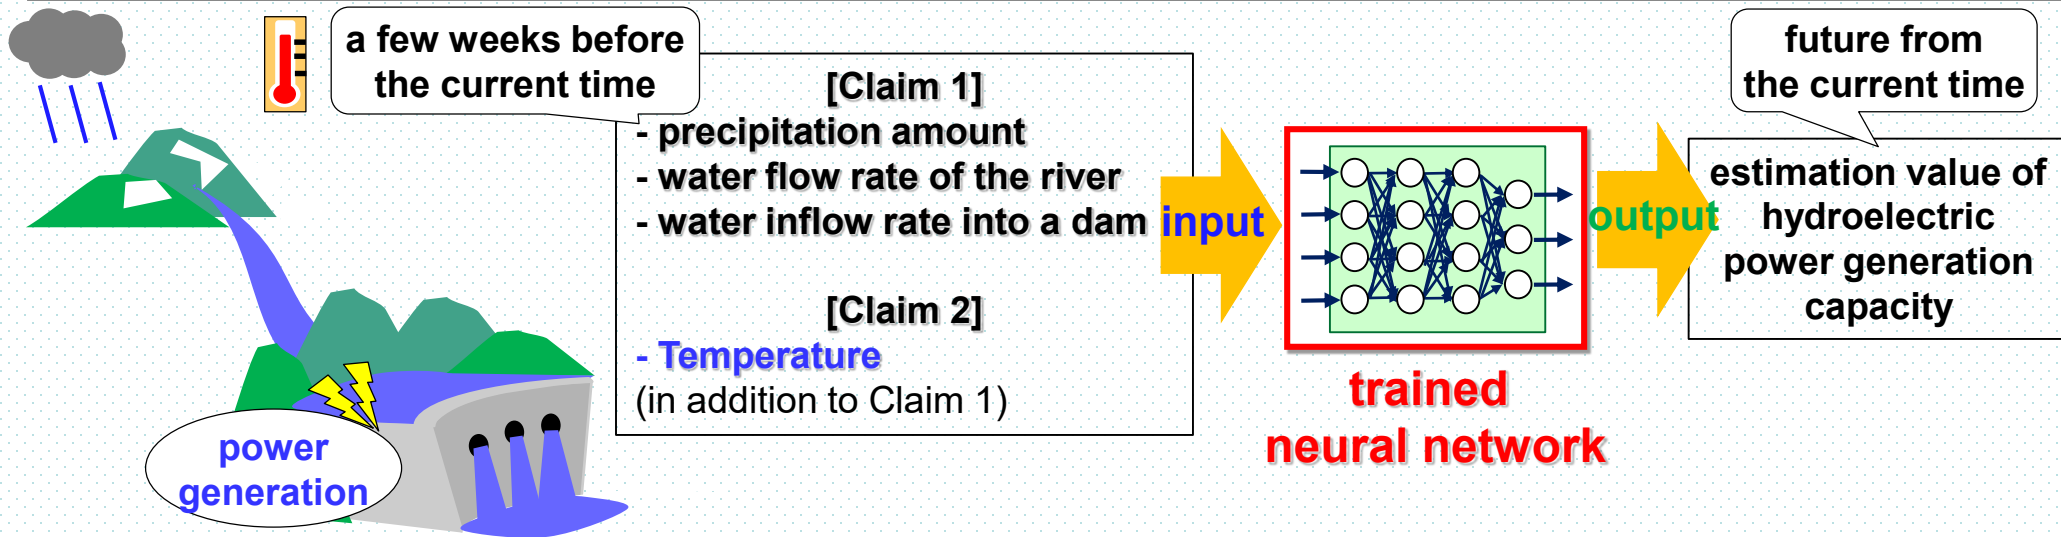 a few weeks before
the current time
[Claim 1]
- precipitation amount
- water flow rate of the river
- water inflow rate into a dam
[Claim 2]
- Temperature
(in addition to Claim 1)
input
trained
neural network
output
future from
the current time
estimation value of
hydroelectric
power generation
capacity
power
generation